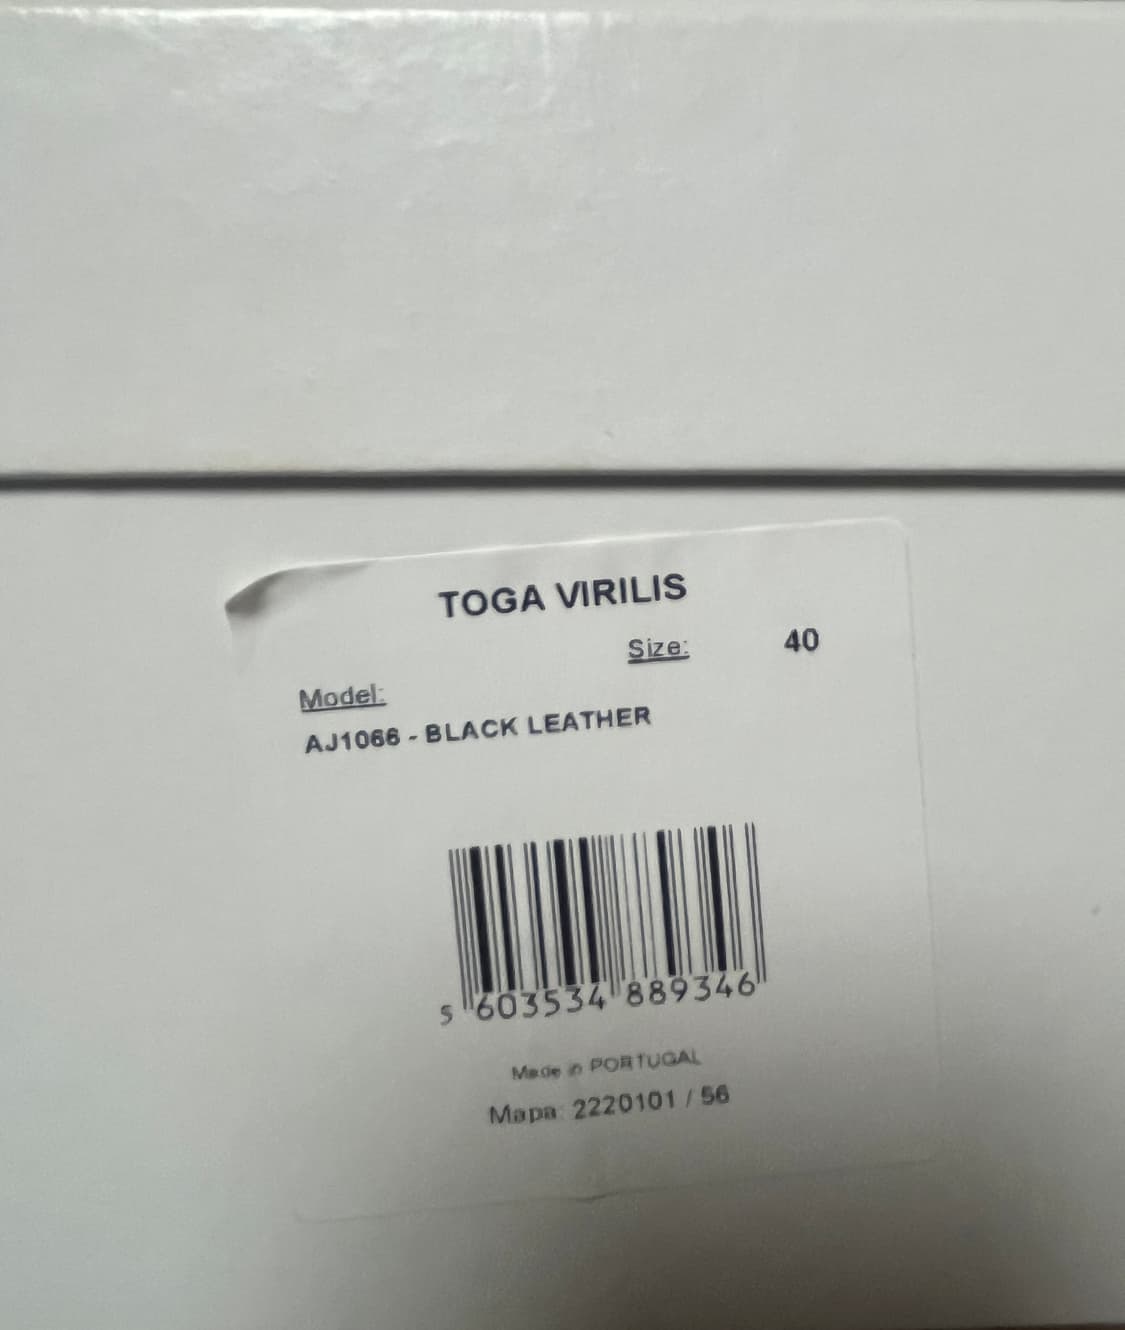 TOGA VIRILIS
Size: 40
Model:
AJ1066 - BLACK LEATHER
5 603534 889346
Made in PORTUGAL
Mapa: 2220101 / 56